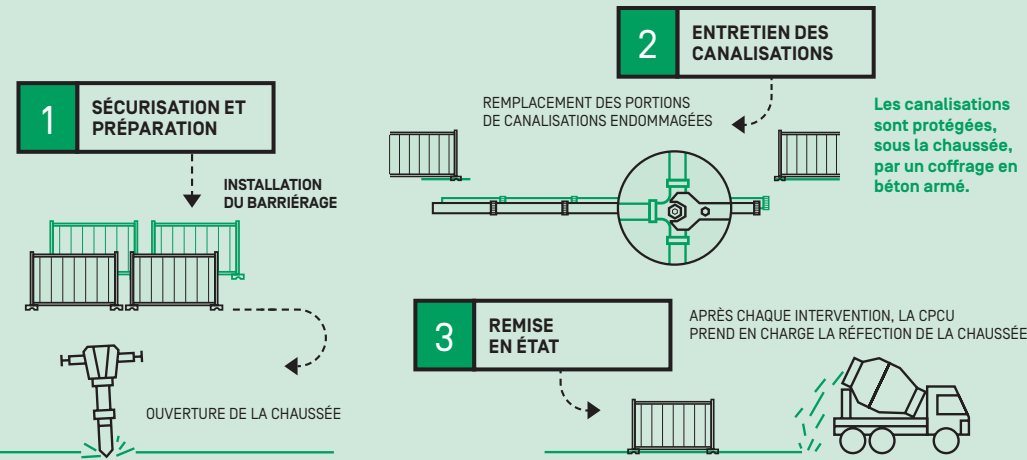 1
SÉCURISATION ET
PRÉPARATION
INSTALLATION
DU BARRIÉRAGE
OUVERTURE DE LA CHAUSSÉE
2
ENTRETIEN DES
CANALISATIONS
REMPLACEMENT DES PORTIONS
DE CANALISATIONS ENDOMMAGÉES
Les canalisations
sont protégées,
sous la chaussée,
par un coffrage en
béton armé.
3
REMISE
EN ÉTAT
APRÈS CHAQUE INTERVENTION, LA CPCU
PREND EN CHARGE LA RÉFECTION DE LA CHAUSSÉE